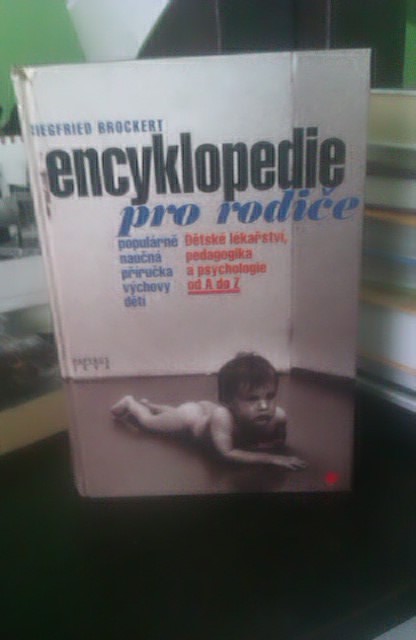 SIEGFRIED BROCKERT
encyklopedie
pro rodiče
populárně
naučná
příručka
výchovy
dětí
Dětské lékařství,
pedagogika
a psychologie
od A do Z